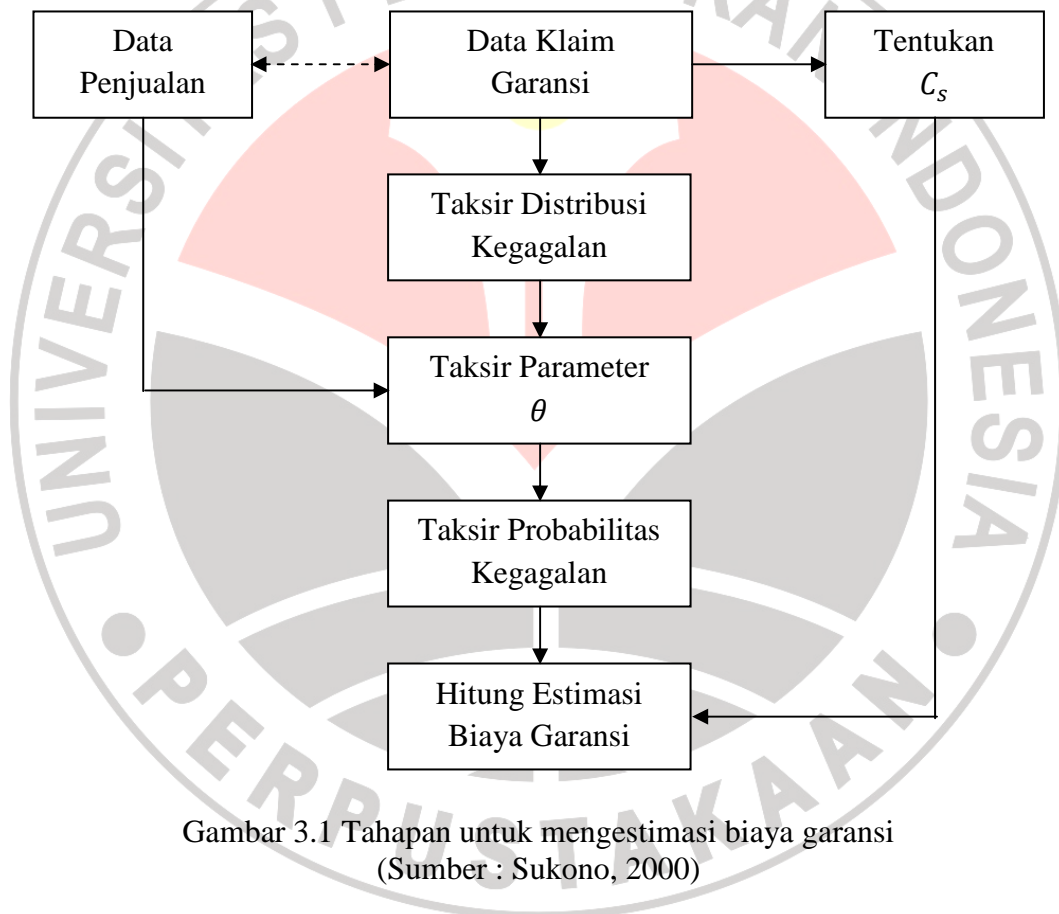 Data
Penjualan
Data Klaim
Garansi
Tentukan
𝐶𝑠
Taksir Distribusi
Kegagalan
Taksir Parameter
𝜃
Taksir Probabilitas
Kegagalan
Hitung Estimasi
Biaya Garansi
Gambar 3.1 Tahapan untuk mengestimasi biaya garansi
(Sumber : Sukono, 2000)
PERPUSTAKAAN